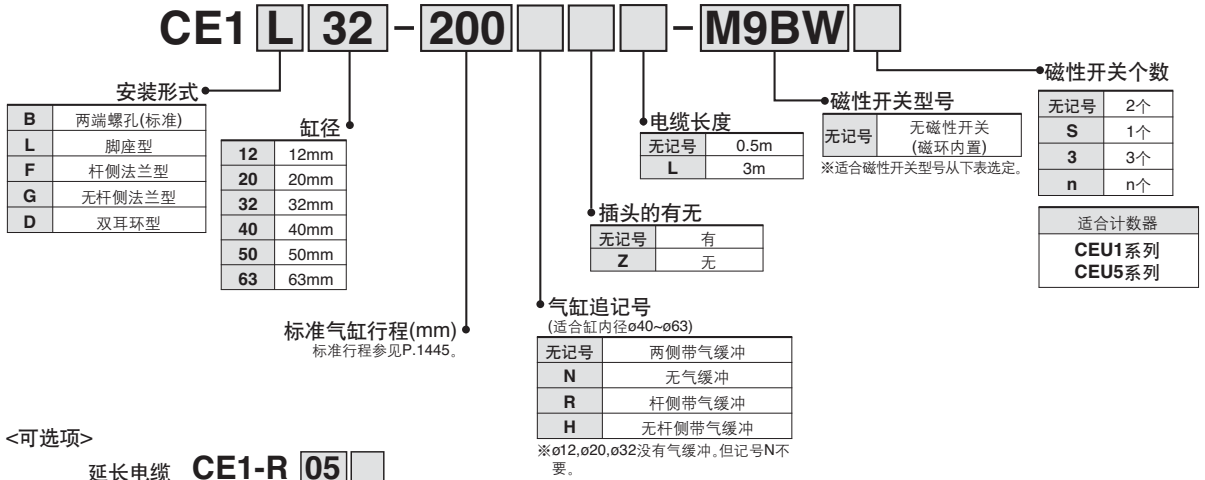 CE1 L 32 - 200 - M9BW
安装形式
B 两端螺孔(标准)
L 脚座型
F 杆侧法兰型
G 无杆侧法兰型
D 双耳环型
缸径
12 12mm
20 20mm
32 32mm
40 40mm
50 50mm
63 63mm
标准气缸行程(mm)
标准行程参见P.1445。
气缸追记号
(适合缸内径ø40~ø63)
无记号 两侧带气缓冲
N 无气缓冲
R 杆侧带气缓冲
H 无杆侧带气缓冲
※ø12,ø20,ø32没有气缓冲。但记号N不
要。
插头的有无
无记号 有
Z 无
电缆长度
无记号 0.5m
L 3m
磁性开关型号
无记号 无磁性开关
(磁环内置)
※适合磁性开关型号从下表选定。
磁性开关个数
无记号 2个
S 1个
3 3个
n n个
适合计数器
CEU1系列
CEU5系列
<可选项>
延长电缆 CE1-R 05